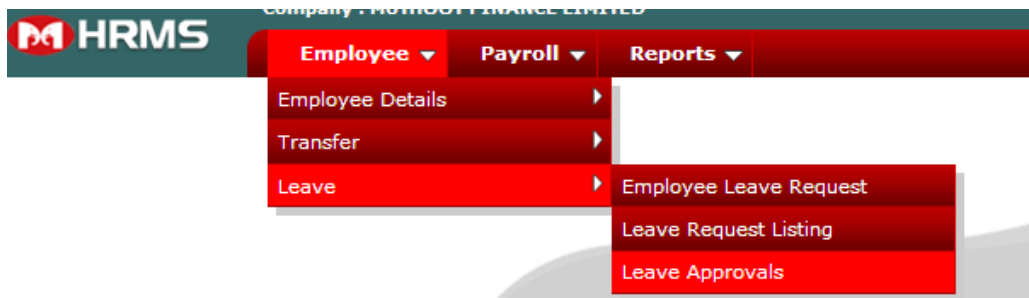 Company : MUTHOOT FINANCE LIMITED
HRMS
Employee Payroll Reports
Employee Details
Transfer
Leave
Employee Leave Request
Leave Request Listing
Leave Approvals